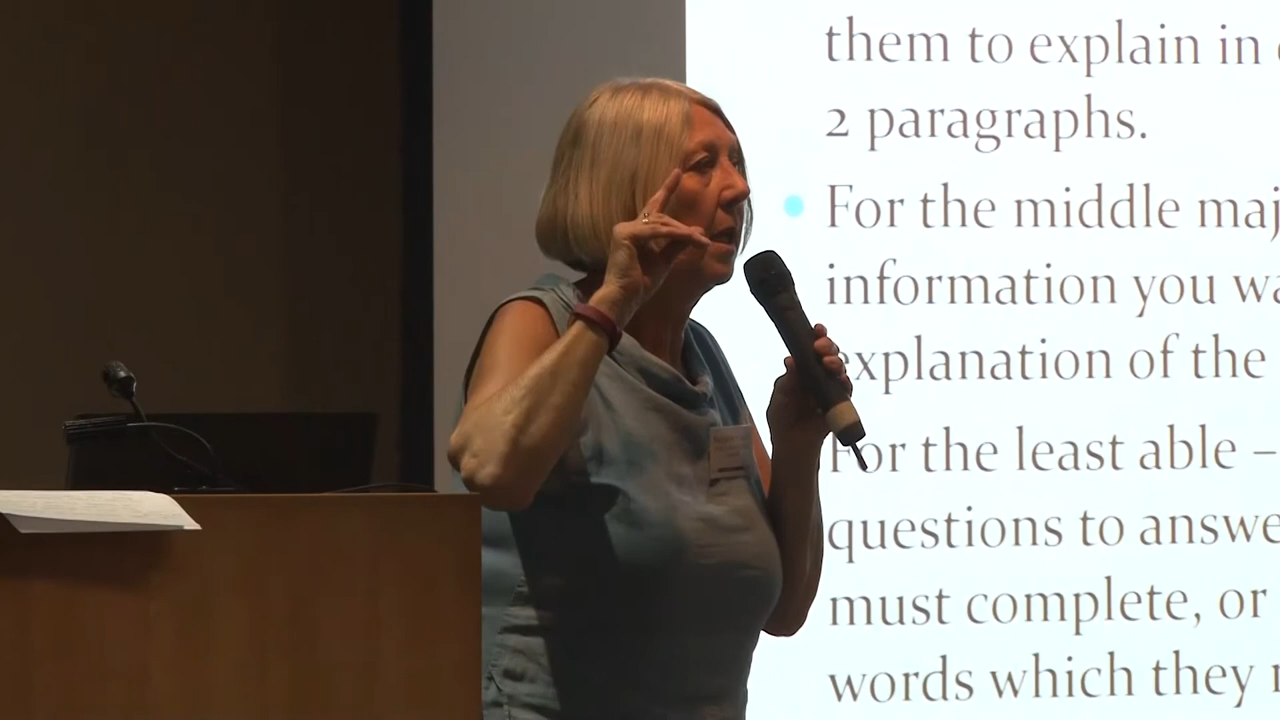 them to explain in
2 paragraphs.
For the middle maj
information you wa
explanation of the
For the least able –
questions to answe
must complete, or
words which they